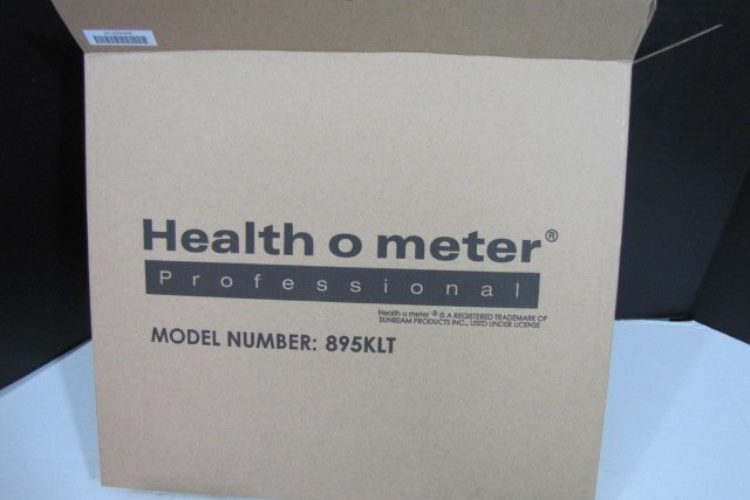 Health o meter®
Professional
Health o meter ® IS A REGISTERED TRADEMARK OF
SUNBEAM PRODUCTS INC., USED UNDER LICENSE
MODEL NUMBER: 895KLT